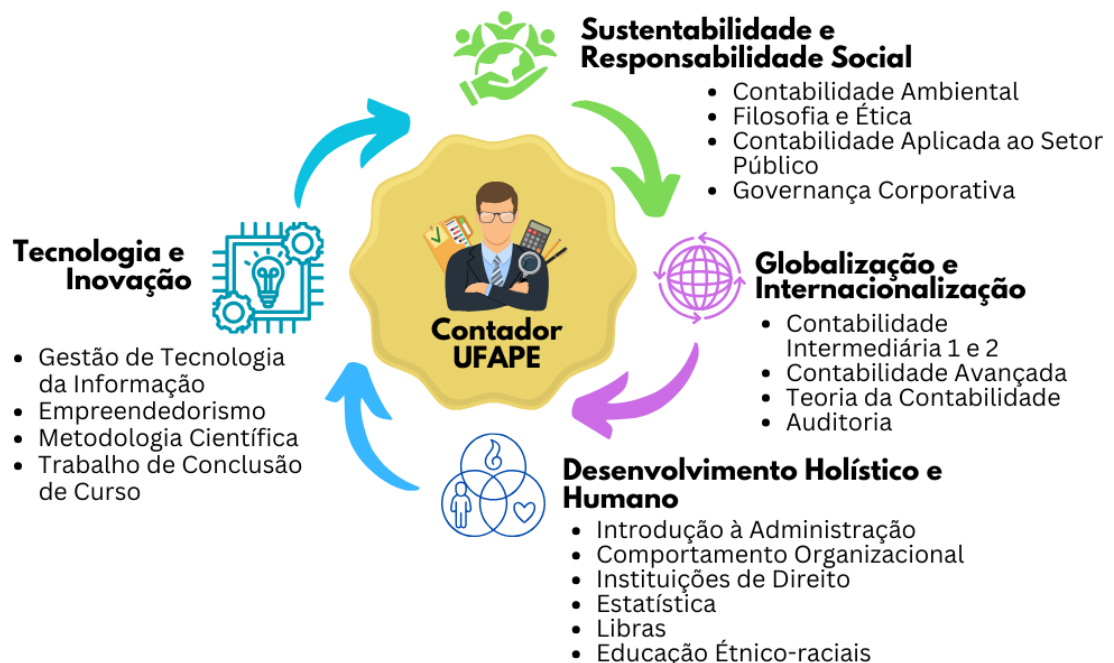 Sustentabilidade e
Responsabilidade Social
• Contabilidade Ambiental
• Filosofia e Ética
• Contabilidade Aplicada ao Setor
Público
• Governança Corporativa
Globalização e
Internacionalização
• Contabilidade
Intermediária 1 e 2
• Contabilidade Avançada
• Teoria da Contabilidade
• Auditoria
Desenvolvimento Holístico e
Humano
• Introdução à Administração
• Comportamento Organizacional
• Instituições de Direito
• Estatística
• Libras
• Educação Étnico-raciais
Tecnologia e
Inovação
• Gestão de Tecnologia
da Informação
• Empreendedorismo
• Metodologia Científica
• Trabalho de Conclusão
de Curso
Contador
UFAPE